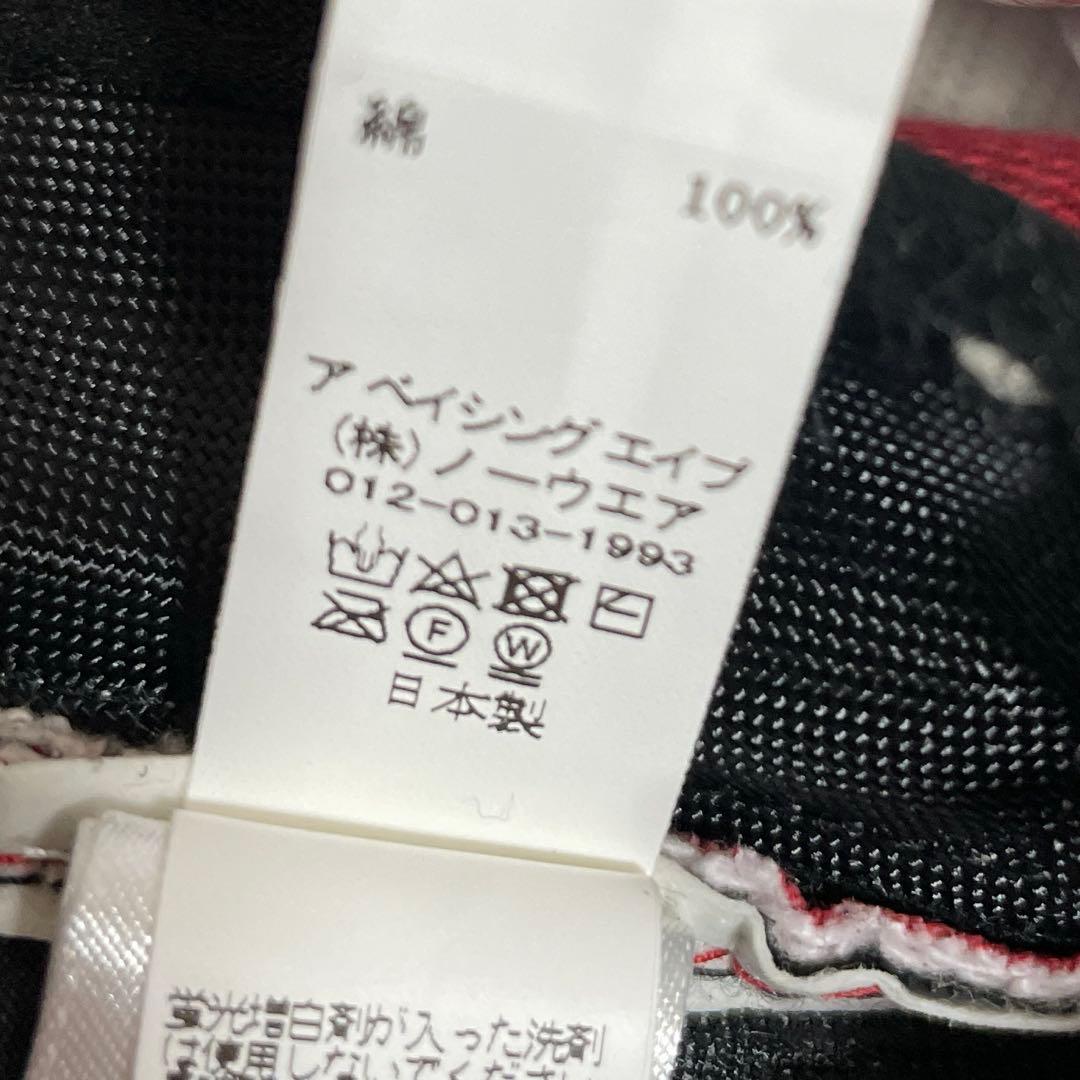 綿
100%
ア ベイシング エイプ
(株) ノーウエア
012-013-1993
F W
日本製
蛍光増白剤が入った洗剤
は使用しないでください